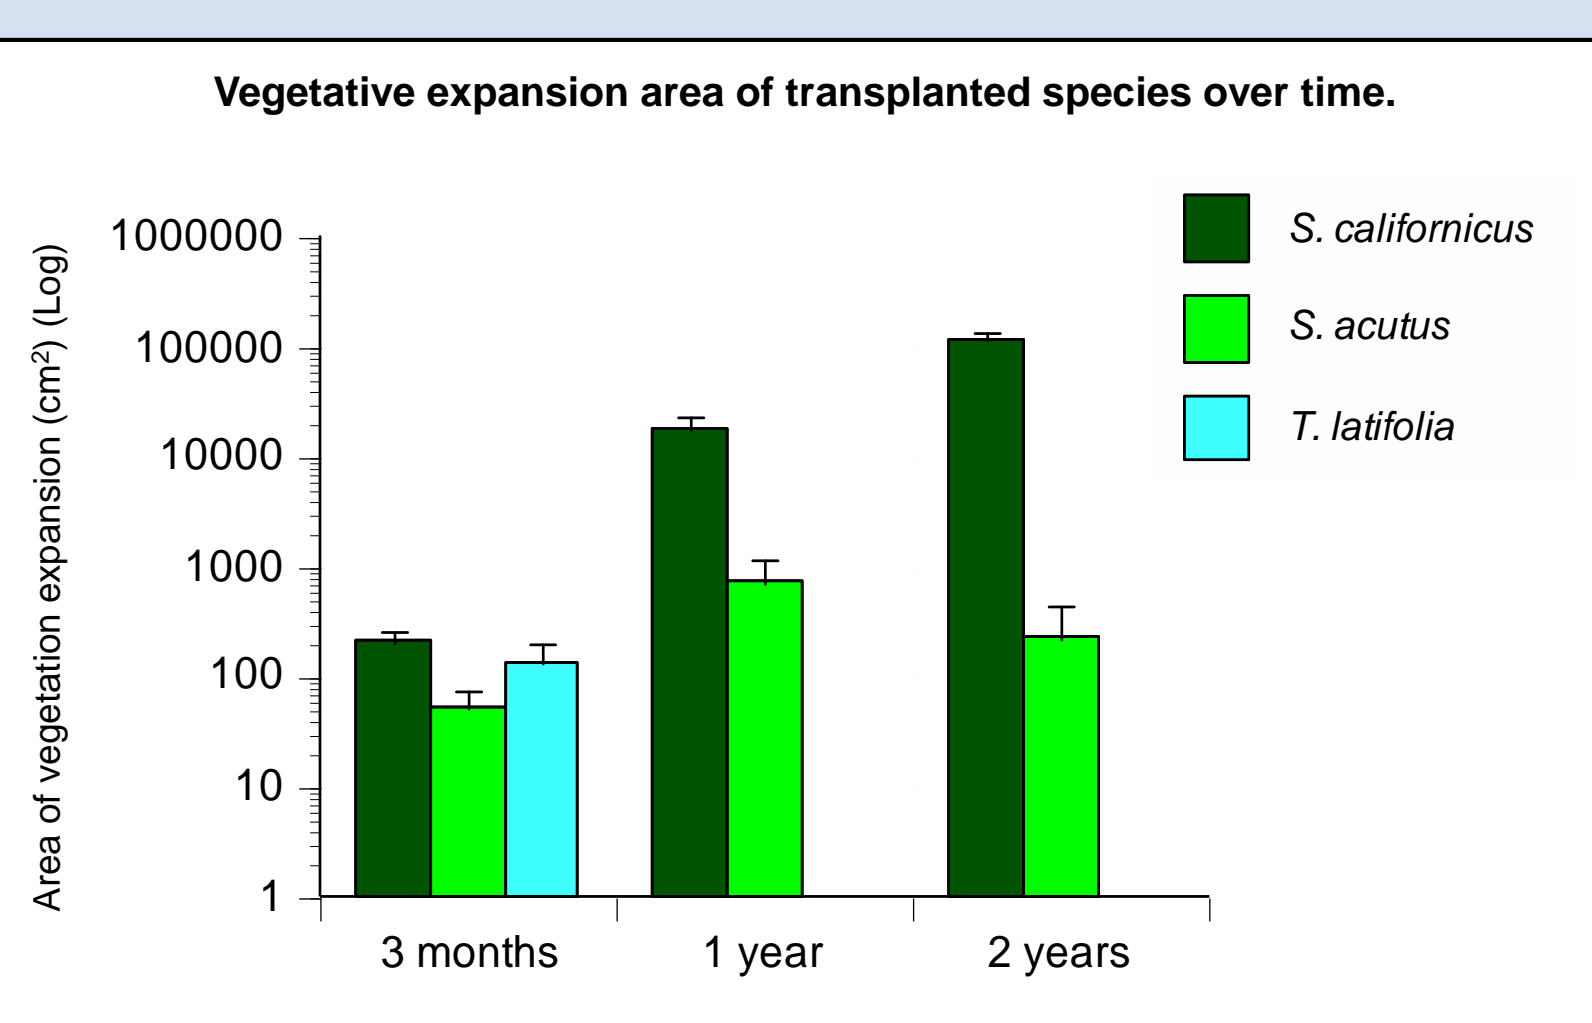 Vegetative expansion area of transplanted species over time.
Area of vegetation expansion (cm²) (Log)
1000000
100000
10000
1000
100
10
1
3 months
1 year
2 years
S. californicus
S. acutus
T. latifolia